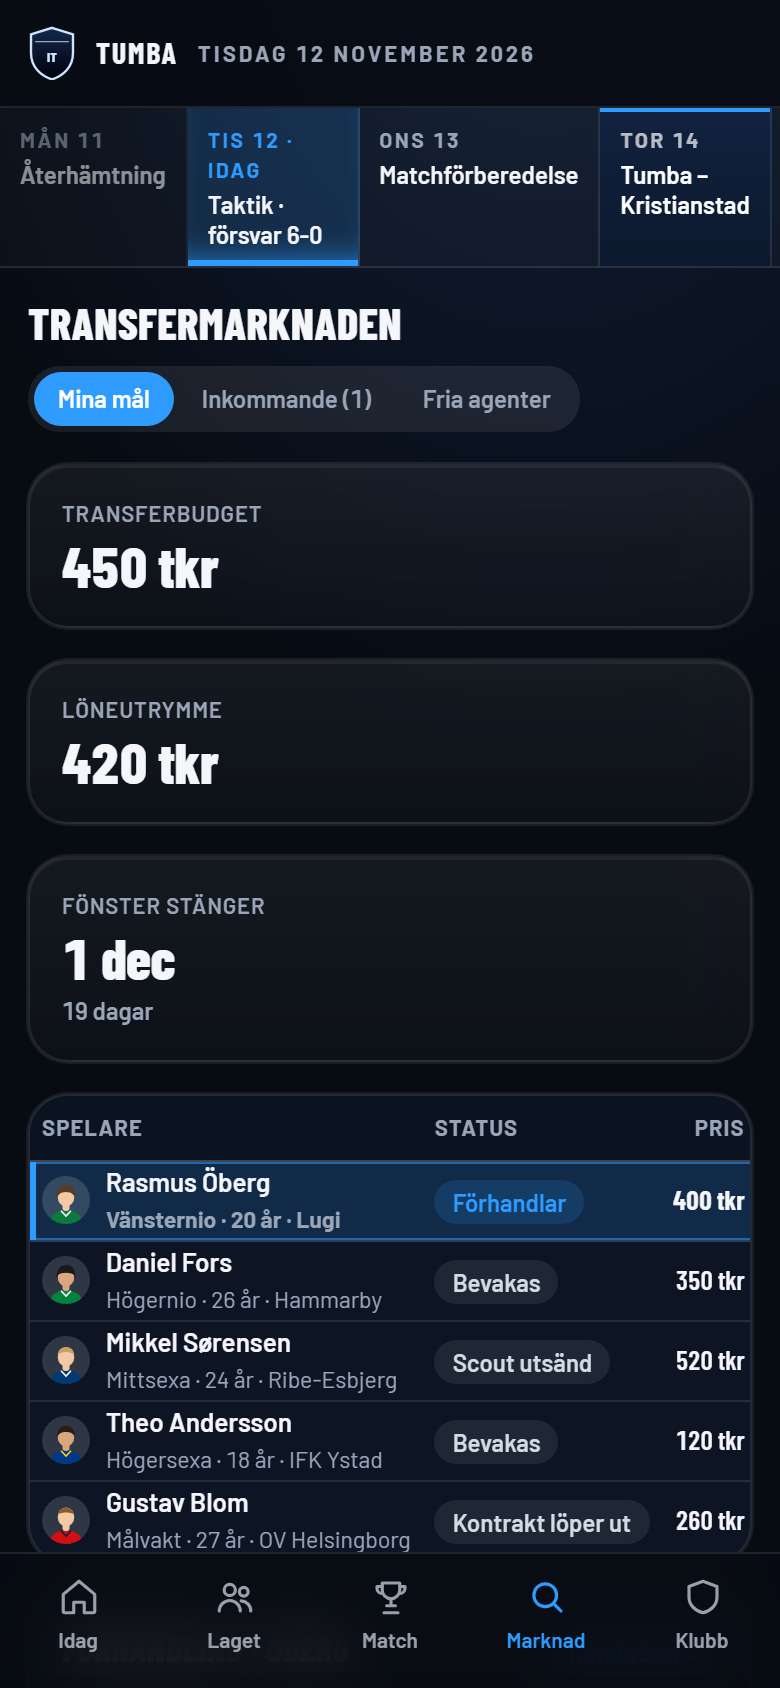 IT
TUMBA TISDAG 12 NOVEMBER 2026
MÅN 11
Återhämtning
TIS 12 ·
IDAG
Taktik ·
försvar 6-0
ONS 13
Matchförberedelse
TOR 14
Tumba –
Kristianstad
TRANSFERMARKNADEN
Mina mål Inkommande (1) Fria agenter
TRANSFERBUDGET
450 tkr
LÖNEUTRYMME
420 tkr
FÖNSTER STÄNGER
1 dec
19 dagar
SPELARE STATUS PRIS
Rasmus Öberg
Vänsternio · 20 år · Lugi
Förhandlar 400 tkr
Daniel Fors
Högernio · 26 år · Hammarby
Bevakas 350 tkr
Mikkel Sørensen
Mittsexa · 24 år · Ribe-Esbjerg
Scout utsänd 520 tkr
Theo Andersson
Högersexa · 18 år · IFK Ystad
Bevakas 120 tkr
Gustav Blom
Målvakt · 27 år · OV Helsingborg
Kontrakt löper ut 260 tkr
Idag Laget Match Marknad Klubb